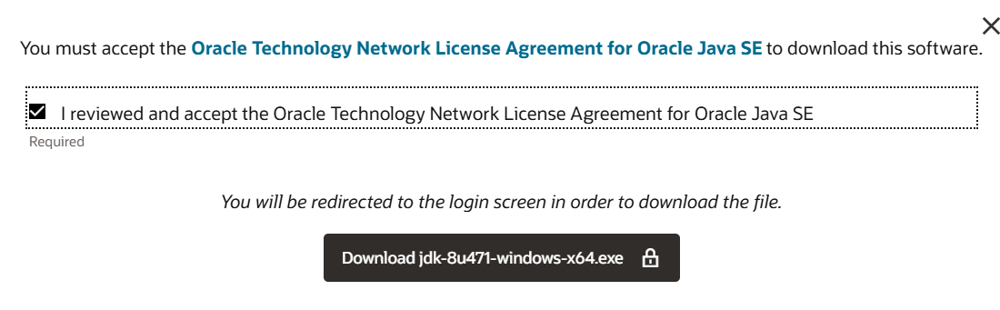 You must accept the Oracle Technology Network License Agreement for Oracle Java SE to download this software.
I reviewed and accept the Oracle Technology Network License Agreement for Oracle Java SE
Required
You will be redirected to the login screen in order to download the file.
Download jdk-8u471-windows-x64.exe